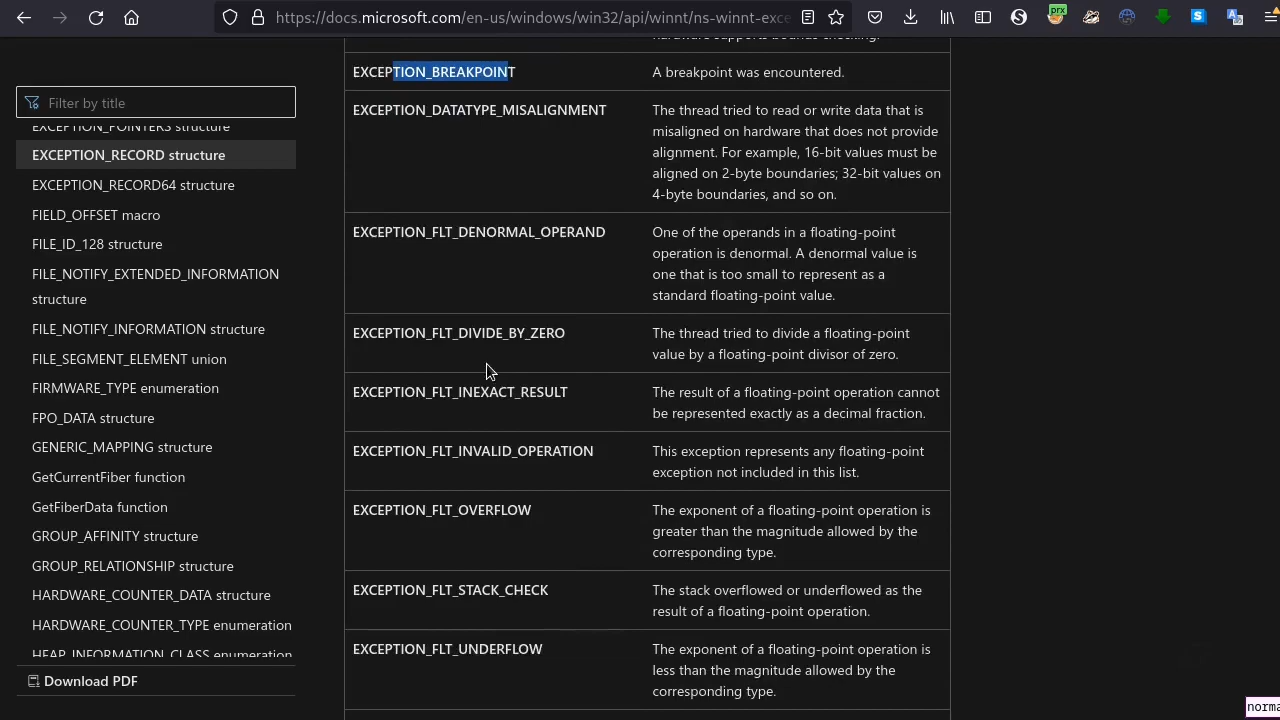 https://docs.microsoft.com/en-us/windows/win32/api/winnt/ns-winnt-exce
prx
Filter by title
EXCEPTION_POINTERS structure
EXCEPTION_RECORD structure
EXCEPTION_RECORD64 structure
FIELD_OFFSET macro
FILE_ID_128 structure
FILE_NOTIFY_EXTENDED_INFORMATION
structure
FILE_NOTIFY_INFORMATION structure
FILE_SEGMENT_ELEMENT union
FIRMWARE_TYPE enumeration
FPO_DATA structure
GENERIC_MAPPING structure
GetCurrentFiber function
GetFiberData function
GROUP_AFFINITY structure
GROUP_RELATIONSHIP structure
HARDWARE_COUNTER_DATA structure
HARDWARE_COUNTER_TYPE enumeration
HEAP_INFORMATION_CLASS enumeration
Download PDF
hardware supports bounds checking.
EXCEPTION_BREAKPOINT
A breakpoint was encountered.
EXCEPTION_DATATYPE_MISALIGNMENT
The thread tried to read or write data that is
misaligned on hardware that does not provide
alignment. For example, 16-bit values must be
aligned on 2-byte boundaries; 32-bit values on
4-byte boundaries, and so on.
EXCEPTION_FLT_DENORMAL_OPERAND
One of the operands in a floating-point
operation is denormal. A denormal value is
one that is too small to represent as a
standard floating-point value.
EXCEPTION_FLT_DIVIDE_BY_ZERO
The thread tried to divide a floating-point
value by a floating-point divisor of zero.
EXCEPTION_FLT_INEXACT_RESULT
The result of a floating-point operation cannot
be represented exactly as a decimal fraction.
EXCEPTION_FLT_INVALID_OPERATION
This exception represents any floating-point
exception not included in this list.
EXCEPTION_FLT_OVERFLOW
The exponent of a floating-point operation is
greater than the magnitude allowed by the
corresponding type.
EXCEPTION_FLT_STACK_CHECK
The stack overflowed or underflowed as the
result of a floating-point operation.
EXCEPTION_FLT_UNDERFLOW
The exponent of a floating-point operation is
less than the magnitude allowed by the
corresponding type.
norma